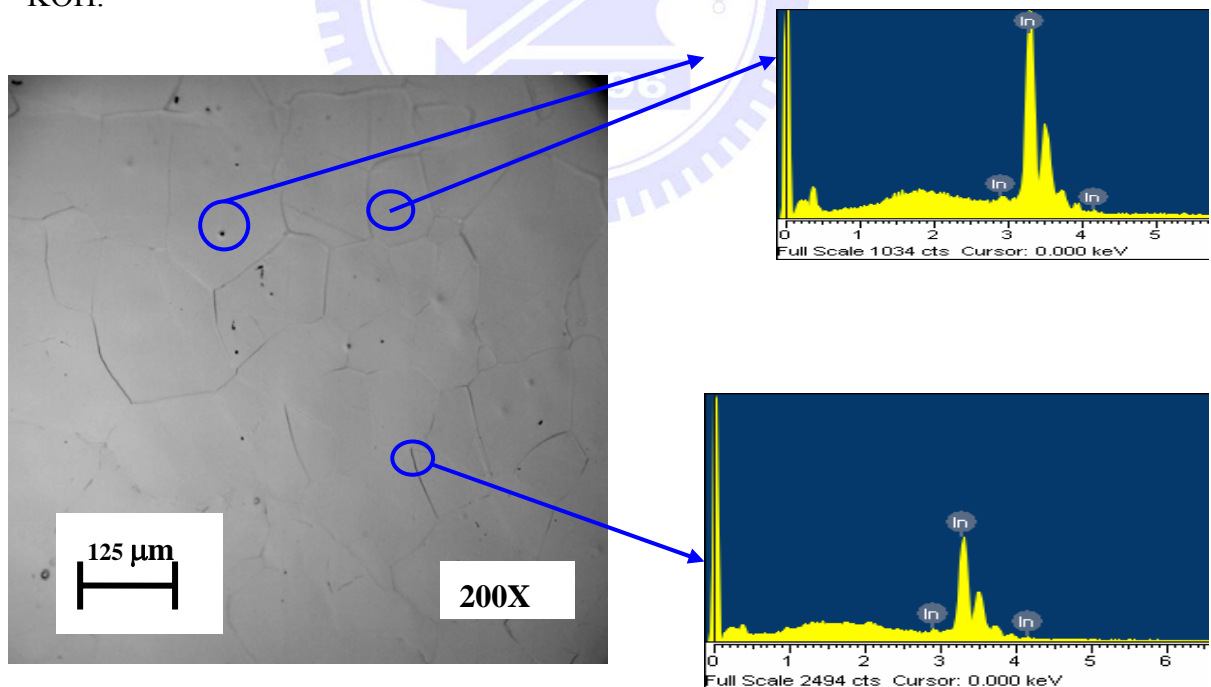 KOH.
1896
In
In
In
0 1 2 3 4 5
Full Scale 1034 cts Cursor: 0.000 keV
125 μm
200X
In
In
In
0 1 2 3 4 5 6
Full Scale 2494 cts Cursor: 0.000 keV